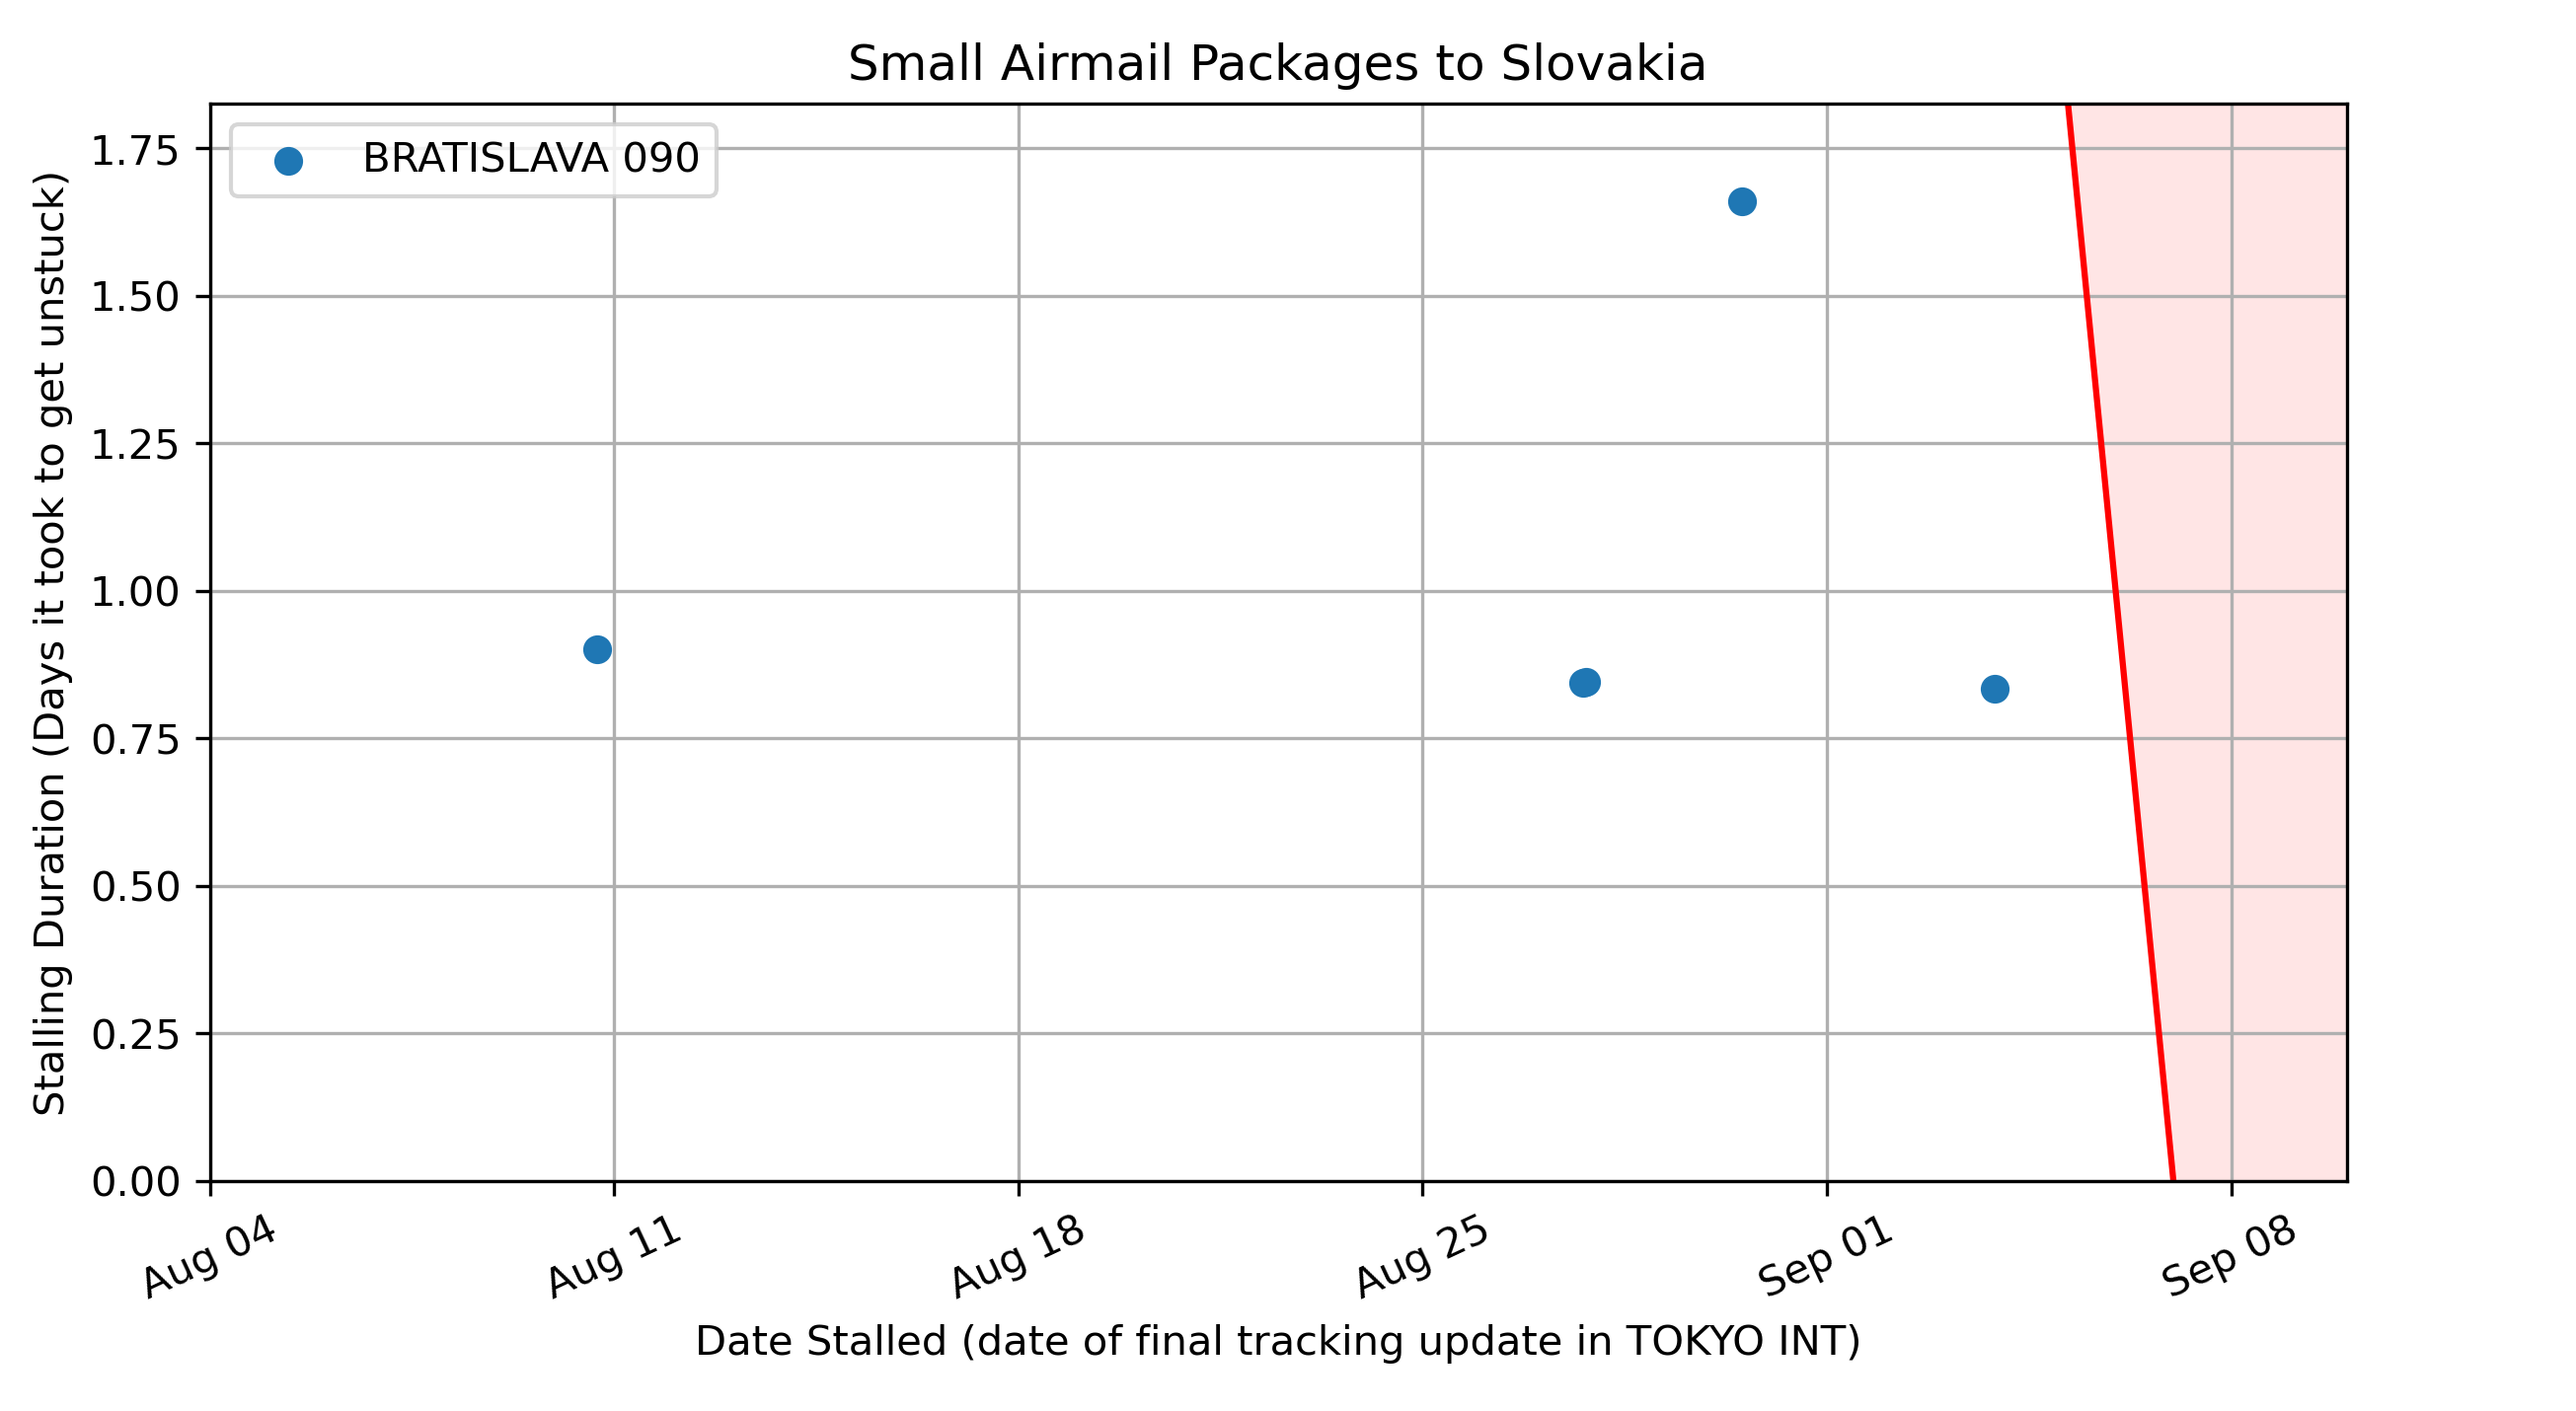 Small Airmail Packages to Slovakia
BRATISLAVA 090
Stalling Duration (Days it took to get unstuck)
1.75
1.50
1.25
1.00
0.75
0.50
0.25
0.00
Aug 04
Aug 11
Aug 18
Aug 25
Sep 01
Sep 08
Date Stalled (date of final tracking update in TOKYO INT)